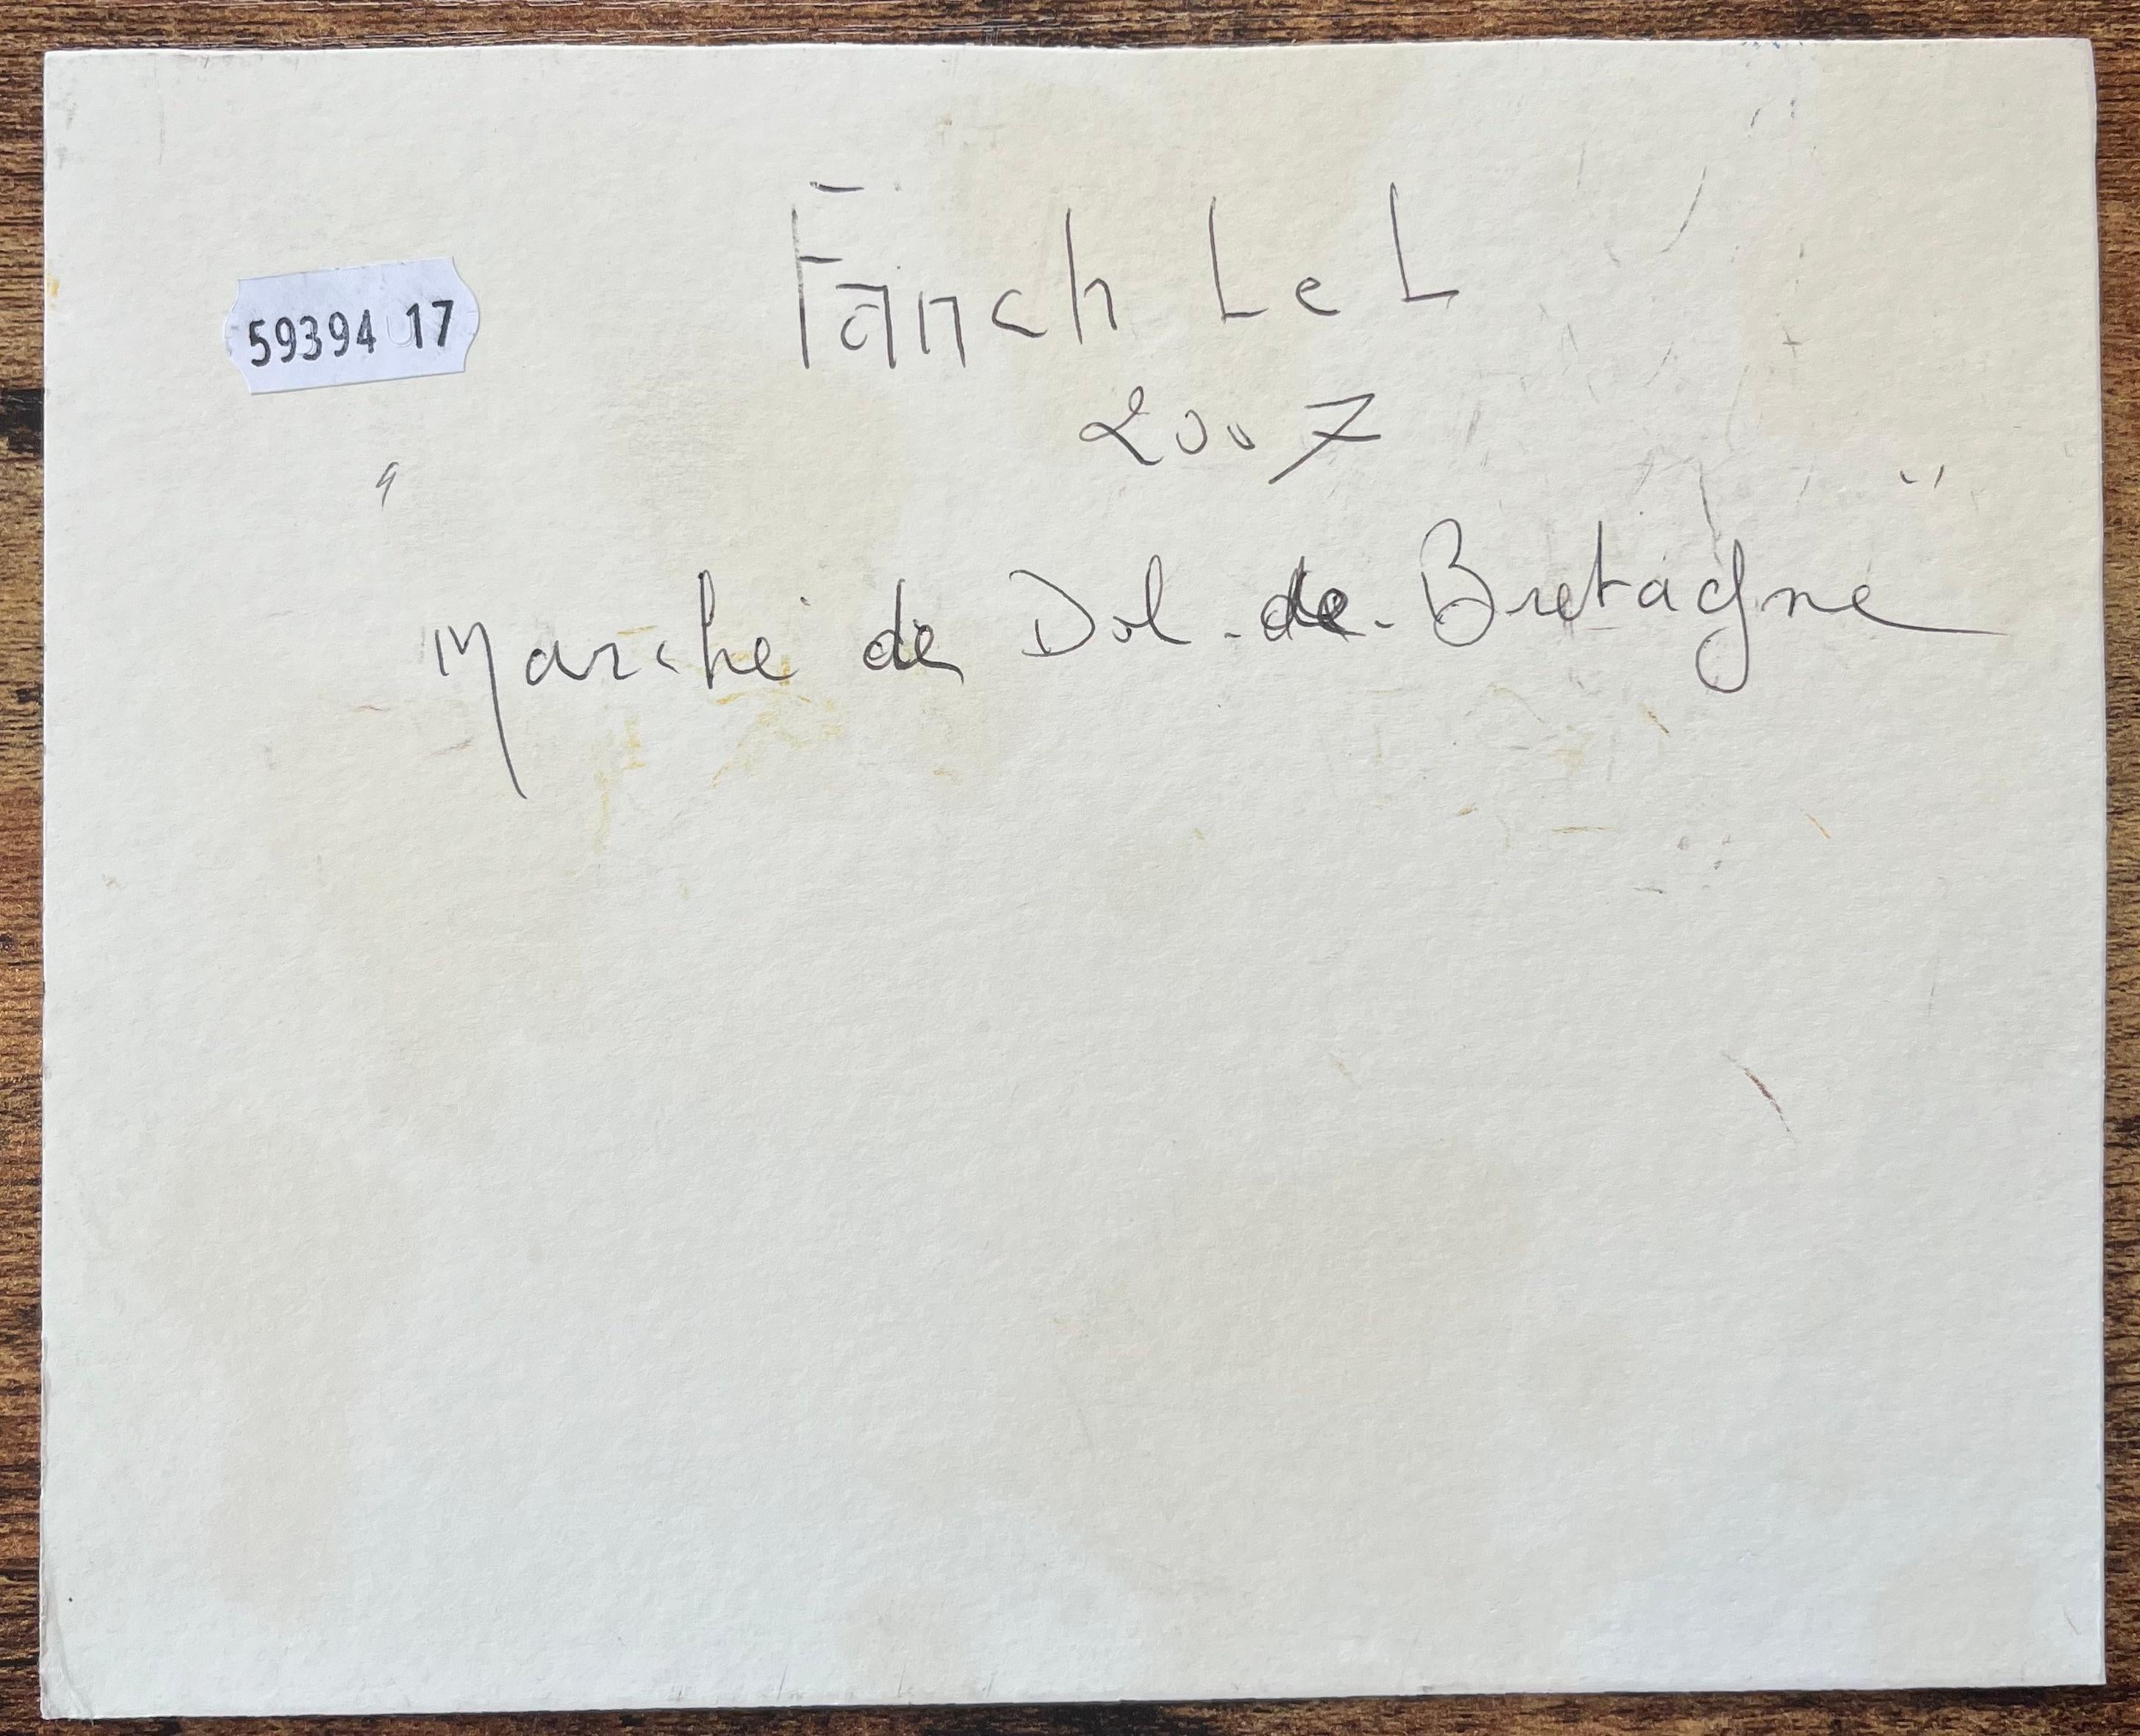 Fanch Le L
59394 17
2007
"Marché de Dol-de-Bretagne"